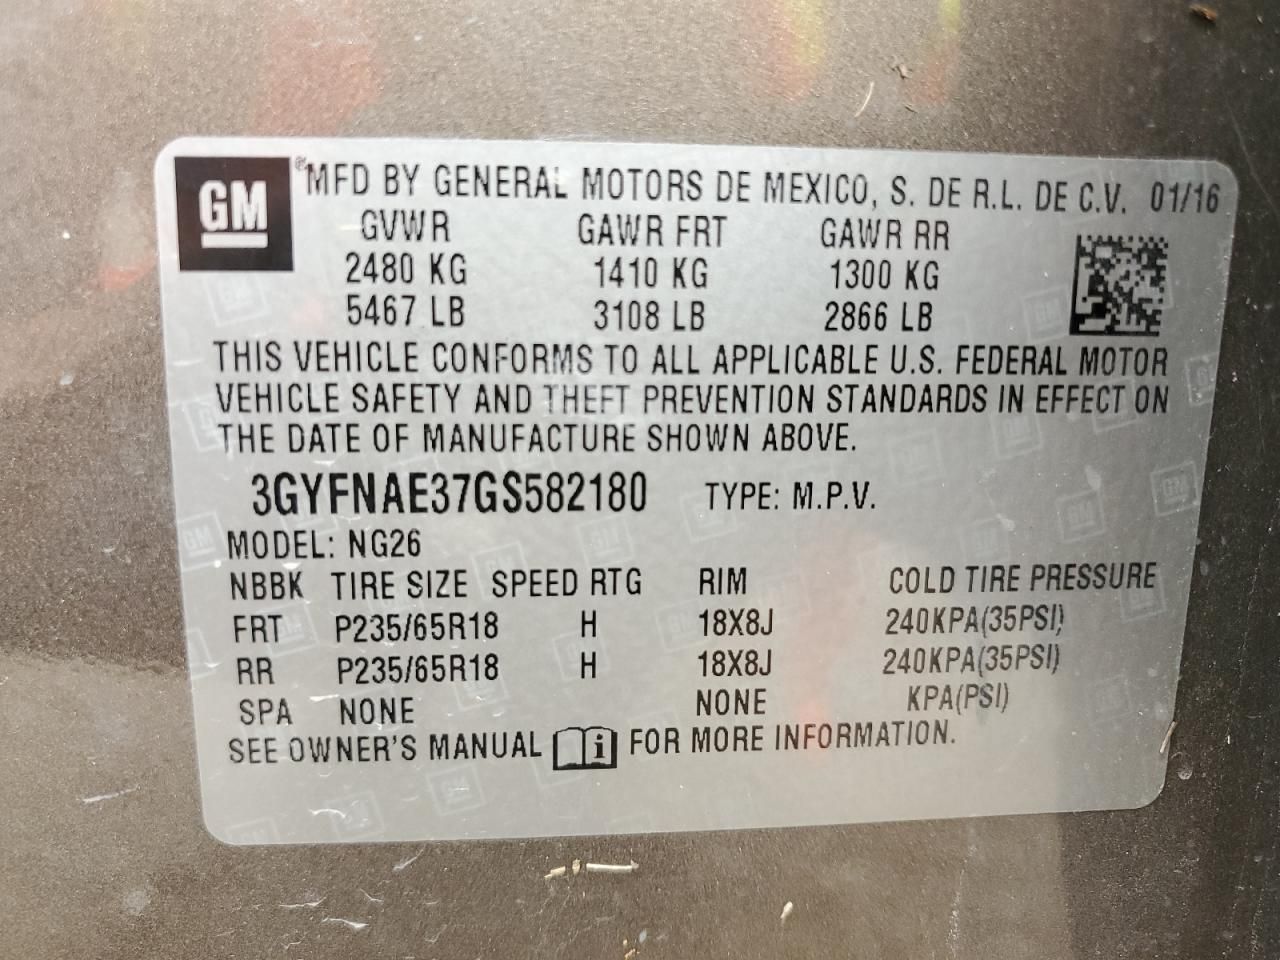 GM ® MFD BY GENERAL MOTORS DE MEXICO, S. DE R.L. DE C.V. 01/16
GVWR GAWR FRT GAWR RR
2480 KG 1410 KG 1300 KG
5467 LB 3108 LB 2866 LB
THIS VEHICLE CONFORMS TO ALL APPLICABLE U.S. FEDERAL MOTOR
VEHICLE SAFETY AND THEFT PREVENTION STANDARDS IN EFFECT ON
THE DATE OF MANUFACTURE SHOWN ABOVE.
3GYFNAE37GS582180 TYPE: M.P.V.
MODEL: NG26
NBBK TIRE SIZE SPEED RTG RIM COLD TIRE PRESSURE
FRT P235/65R18 H 18X8J 240KPA(35PSI)
RR P235/65R18 H 18X8J 240KPA(35PSI)
SPA NONE NONE KPA(PSI)
SEE OWNER'S MANUAL i FOR MORE INFORMATION.